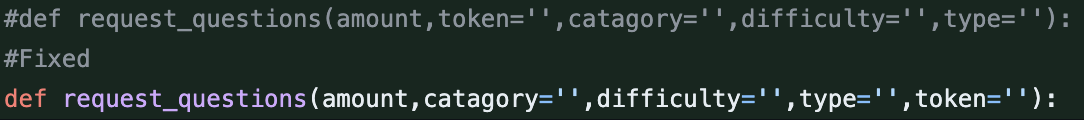 #def request_questions(amount,token='',catagory='',difficulty='',type=''):
#Fixed
def request_questions(amount,catagory='',difficulty='',type='',token=''):